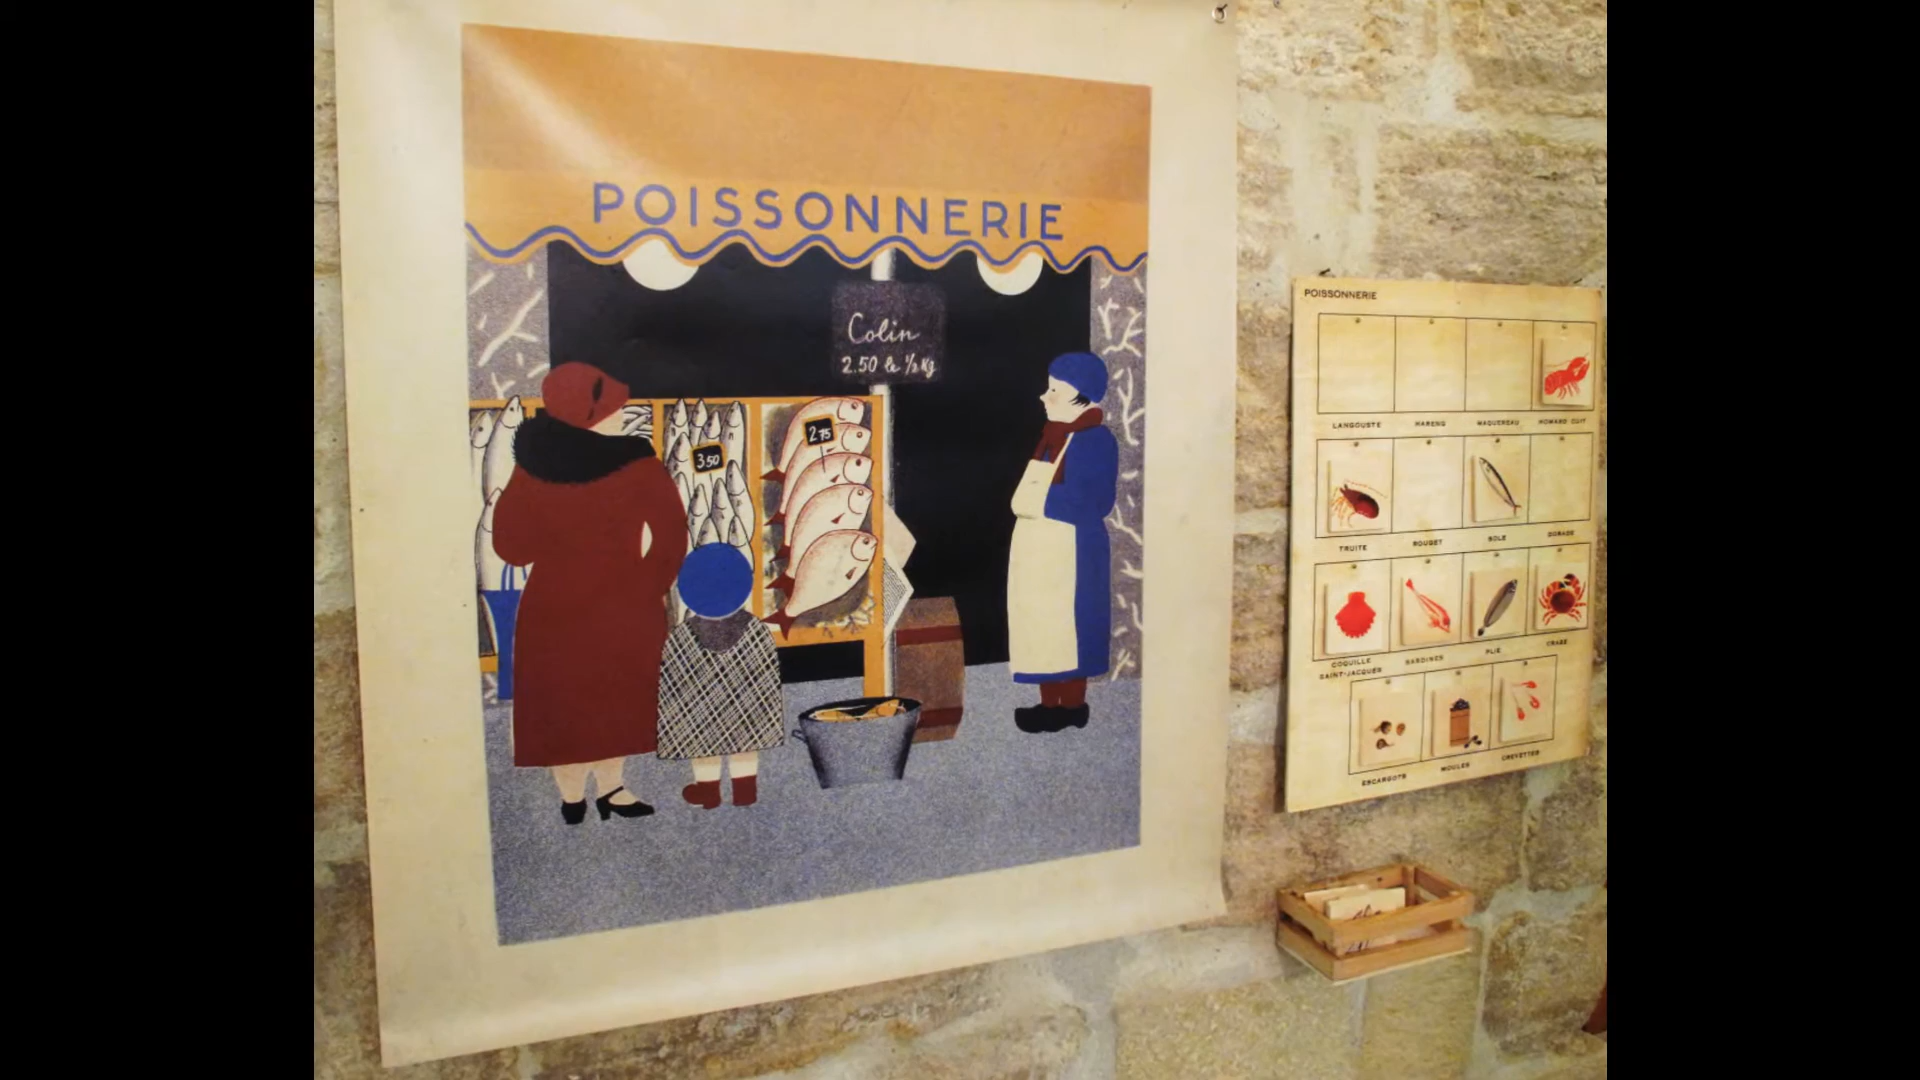 POISSONNERIE
Colin
2.50 le ½ Kg
3.50
2.75
POISSONNERIE
LANGOUSTE HARENG MAQUEREAU HOMARD CUIT
TRUITE ROUGET SOLE DORADE
COQUILLE SAINT-JACQUES SARDINES PLIE CRABE
ESCARGOTS MOULES CREVETTES